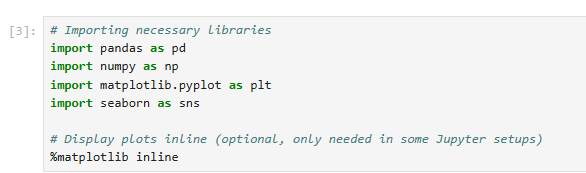 [3]: # Importing necessary libraries
import pandas as pd
import numpy as np
import matplotlib.pyplot as plt
import seaborn as sns
# Display plots inline (optional, only needed in some Jupyter setups)
%matplotlib inline